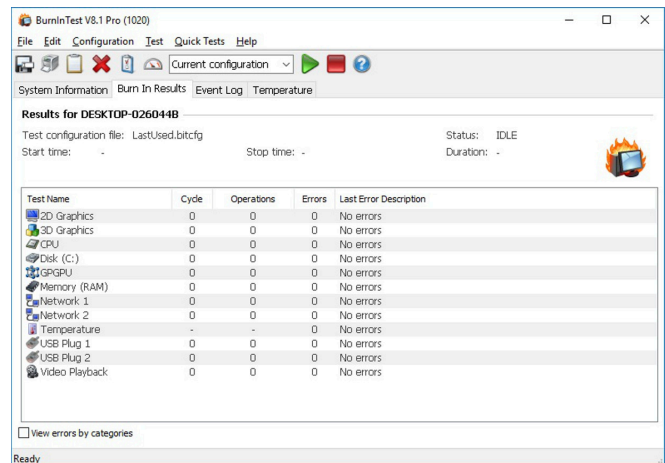 BurnInTest V8.1 Pro (1020)
File Edit Configuration Test Quick Tests Help
Current configuration
System Information Burn In Results Event Log Temperature
Results for DESKTOP-026044B
Test configuration file: LastUsed.bitcfg Status: IDLE
Start time: - Stop time: - Duration: -
Test Name Cycle Operations Errors Last Error Description
2D Graphics 0 0 0 No errors
3D Graphics 0 0 0 No errors
CPU 0 0 0 No errors
Disk (C:) 0 0 0 No errors
GPGPU 0 0 0 No errors
Memory (RAM) 0 0 0 No errors
Network 1 0 0 0 No errors
Network 2 0 0 0 No errors
Temperature - - 0 No errors
USB Plug 1 0 0 0 No errors
USB Plug 2 0 0 0 No errors
Video Playback 0 0 0 No errors
View errors by categories
Ready